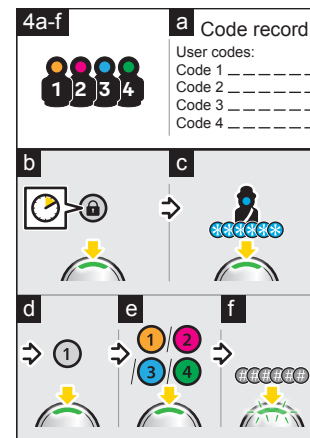 4a-f
a Code record
User codes:
Code 1 _ _ _ _ _ _
Code 2 _ _ _ _ _ _
Code 3 _ _ _ _ _ _
Code 4 _ _ _ _ _ _
1 2 3 4
b
c
******
d
e
f
1
1 / 2
/ 3 / 4
######